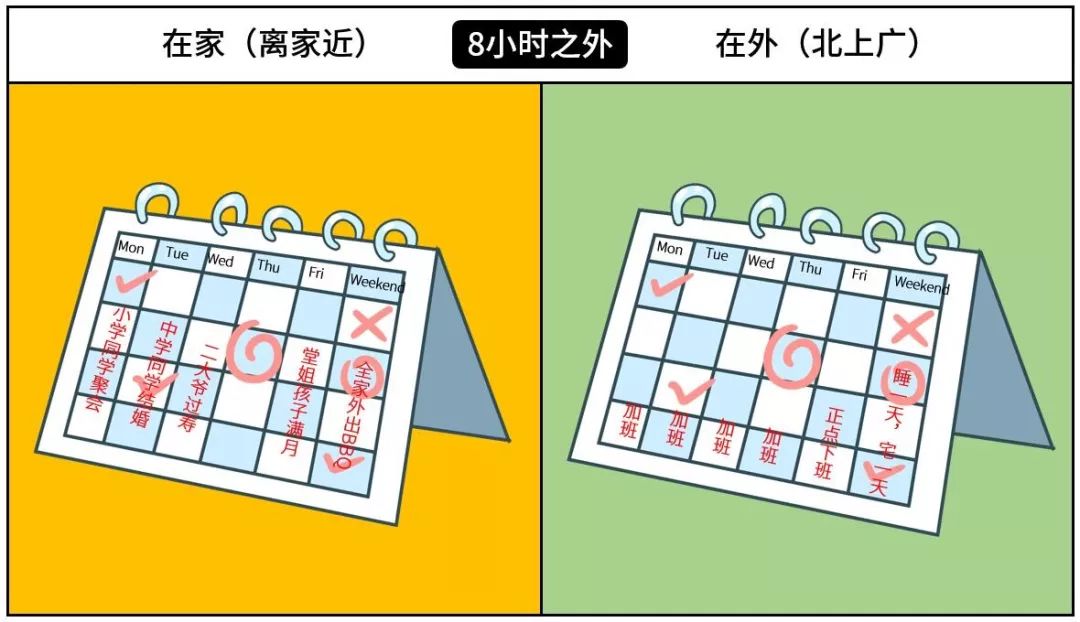 在家（离家近）
8小时之外
在外（北上广）
Mon
Tue
Wed
Thu
Fri
Weekend
小学同学聚会
中学同学结婚
二大爷过寿
堂姐孩子满月
全家外出BBQ
Mon
Tue
Wed
Thu
Fri
Weekend
加班
加班
加班
加班
正点下班
睡一天，宅一天